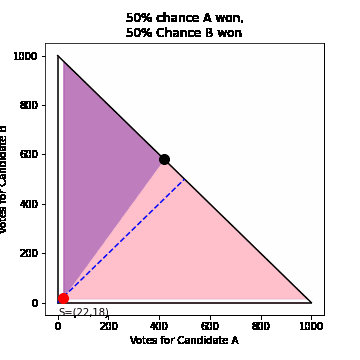 50% chance A won,
50% Chance B won
1000
800
600
400
200
0
Votes for Candidate B
S=(22,18)
0 200 400 600 800 1000
Votes for Candidate A